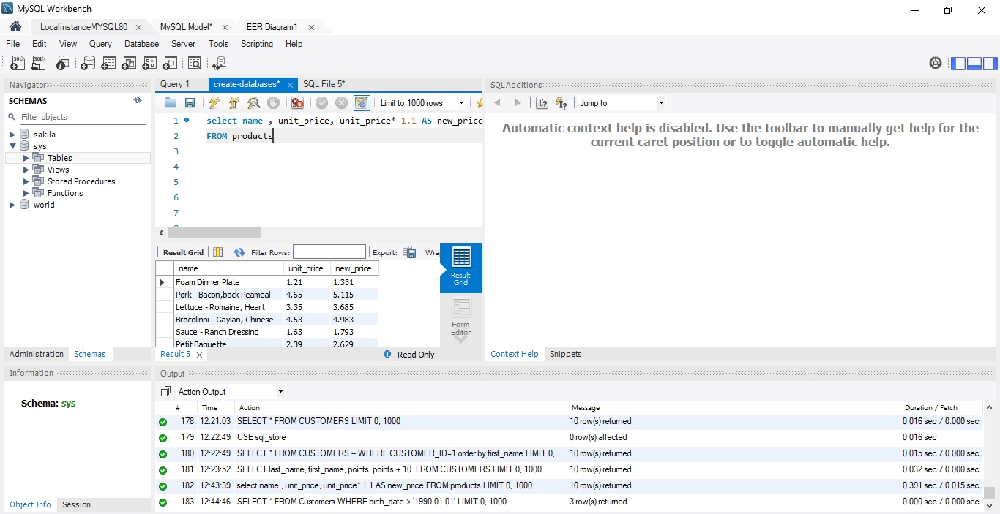 MySQL Workbench
LocalinstanceMYSQL80
MySQL Model*
EER Diagram1
File Edit View Query Database Server Tools Scripting Help
Navigator
SCHEMAS
Filter objects
sakila
sys
Tables
Views
Stored Procedures
Functions
world
Administration Schemas
Information
Schema: sys
Object Info Session
Query 1
create-databases*
SQL File 5*
Limit to 1000 rows
1 select name , unit_price, unit_price* 1.1 AS new_price
2 FROM products
3
4
5
6
7
Result Grid Filter Rows: Export: Wra
name unit_price new_price
Foam Dinner Plate 1.21 1.331
Pork - Bacon,back Peameal 4.65 5.115
Lettuce - Romaine, Heart 3.35 3.685
Brocolinni - Gaylan, Chinese 4.53 4.983
Sauce - Ranch Dressing 1.63 1.793
Petit Baguette 2.39 2.629
Result
Grid
Form
Editor
Result 5
Read Only
SQLAdditions
Jump to
Automatic context help is disabled. Use the toolbar to manually get help for the
current caret position or to toggle automatic help.
Context Help Snippets
Output
Action Output
# Time Action Message Duration / Fetch
178 12:21:03 SELECT * FROM CUSTOMERS LIMIT 0, 1000 10 row(s) returned 0.016 sec / 0.000 sec
179 12:22:49 USE sql_store 0 row(s) affected 0.016 sec
180 12:22:49 SELECT * FROM CUSTOMERS -- WHERE CUSTOMER_ID=1 order by first_name LIMIT 0, ... 10 row(s) returned 0.015 sec / 0.000 sec
181 12:23:52 SELECT last_name, first_name, points, points + 10 FROM CUSTOMERS LIMIT 0, 1000 10 row(s) returned 0.032 sec / 0.000 sec
182 12:43:39 select name , unit_price, unit_price* 1.1 AS new_price FROM products LIMIT 0, 1000 10 row(s) returned 0.391 sec / 0.015 sec
183 12:44:46 SELECT * FROM Customers WHERE birth_date > '1990-01-01' LIMIT 0, 1000 3 row(s) returned 0.000 sec / 0.000 sec